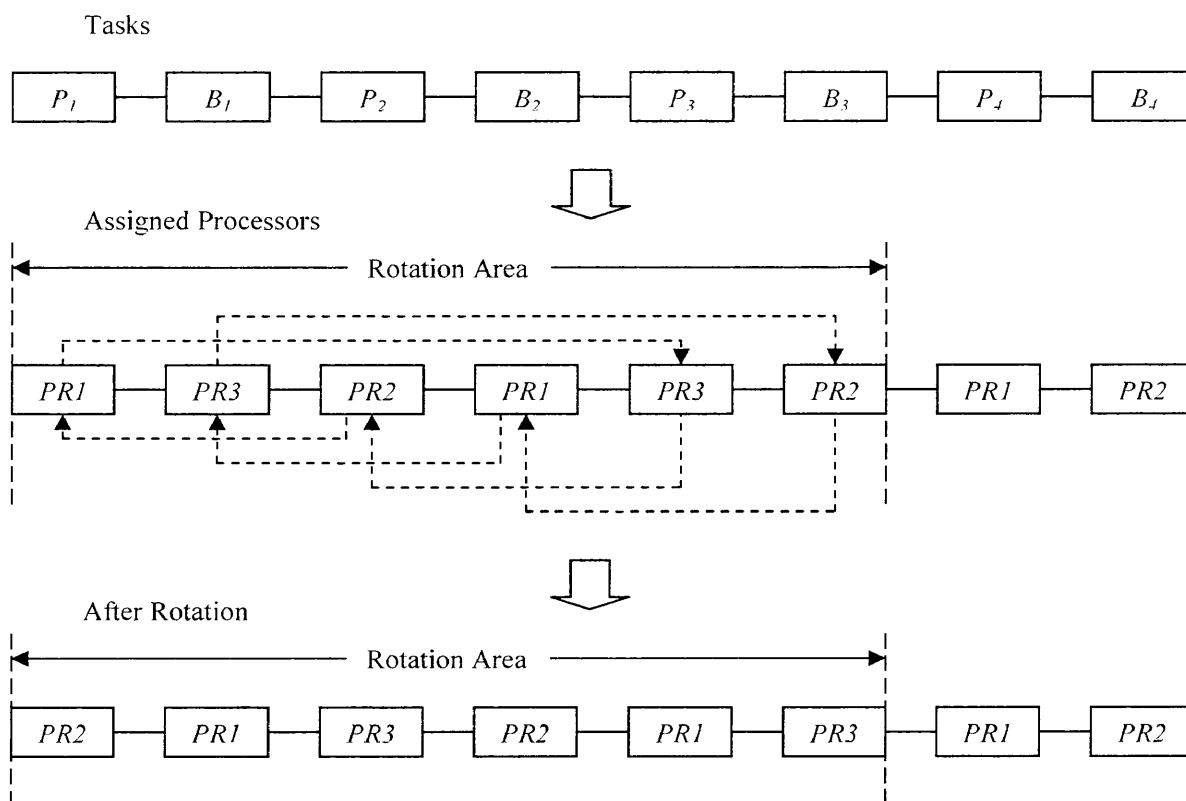 Tasks
P₁ B₁ P₂ B₂ P₃ B₃ P₄ B₄
Assigned Processors
Rotation Area
PR1 PR3 PR2 PR1 PR3 PR2 PR1 PR2
After Rotation
Rotation Area
PR2 PR1 PR3 PR2 PR1 PR3 PR1 PR2